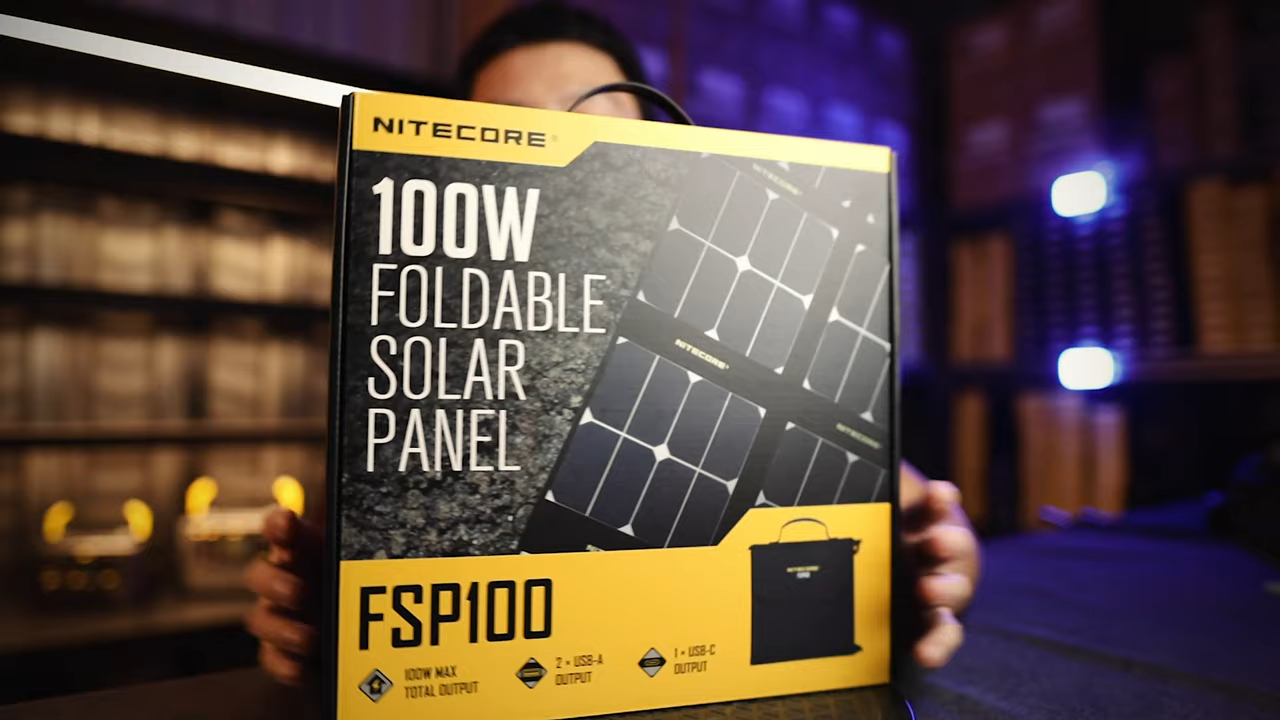 NITECORE
100W
FOLDABLE
SOLAR
PANEL
NITECORE
NITECORE
NITECORE
NITECORE
FSP100
100W MAX
TOTAL OUTPUT
2 × USB-A
OUTPUT
1 × USB-C
OUTPUT